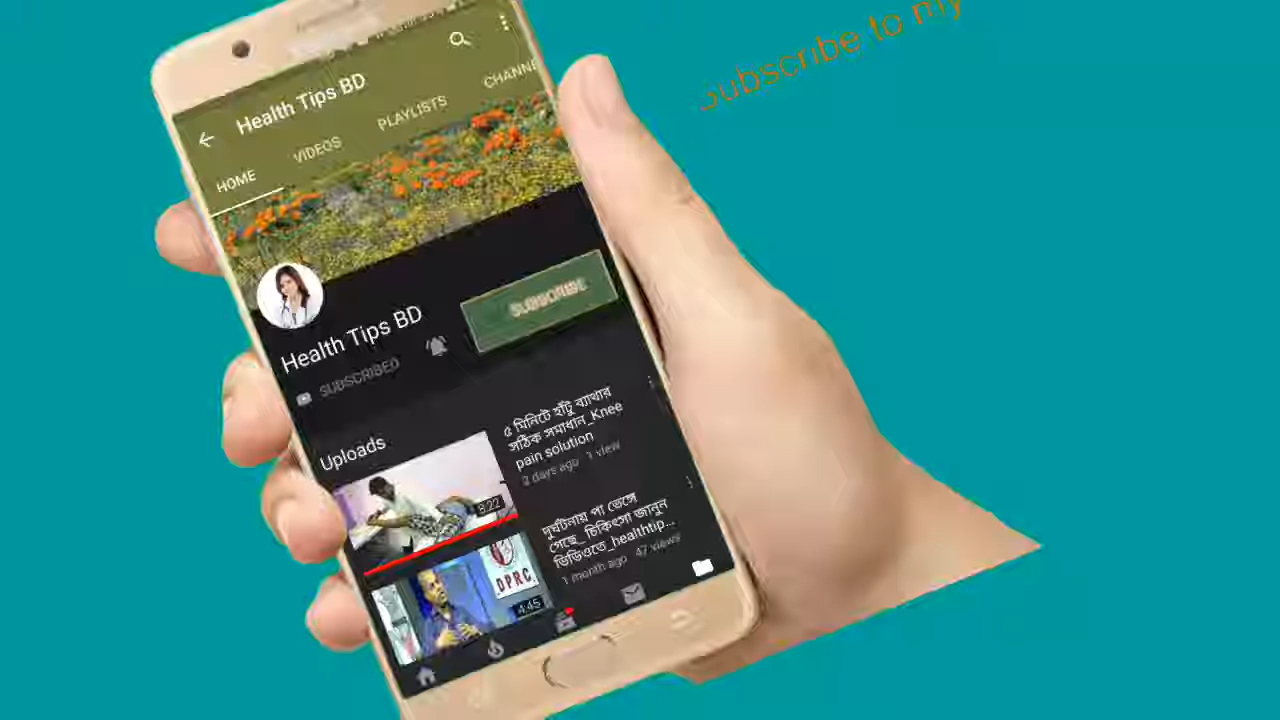 Subscribe to my
Health Tips BD
HOME
VIDEOS
PLAYLISTS
CHANNE
Health Tips BD
SUBSCRIBED
SUBSCRIBE
Uploads
৫ মিনিটে হাঁটু ব্যাথার
সঠিক সমাধান_Knee
pain solution
3 days ago 1 view
8:22
দুর্ঘটনায় পা ভেঙ্গে
গেছে_ চিকিৎসা জানুন
ভিডিওতে_healthtip...
1 month ago 47 views
DPRC
4:45